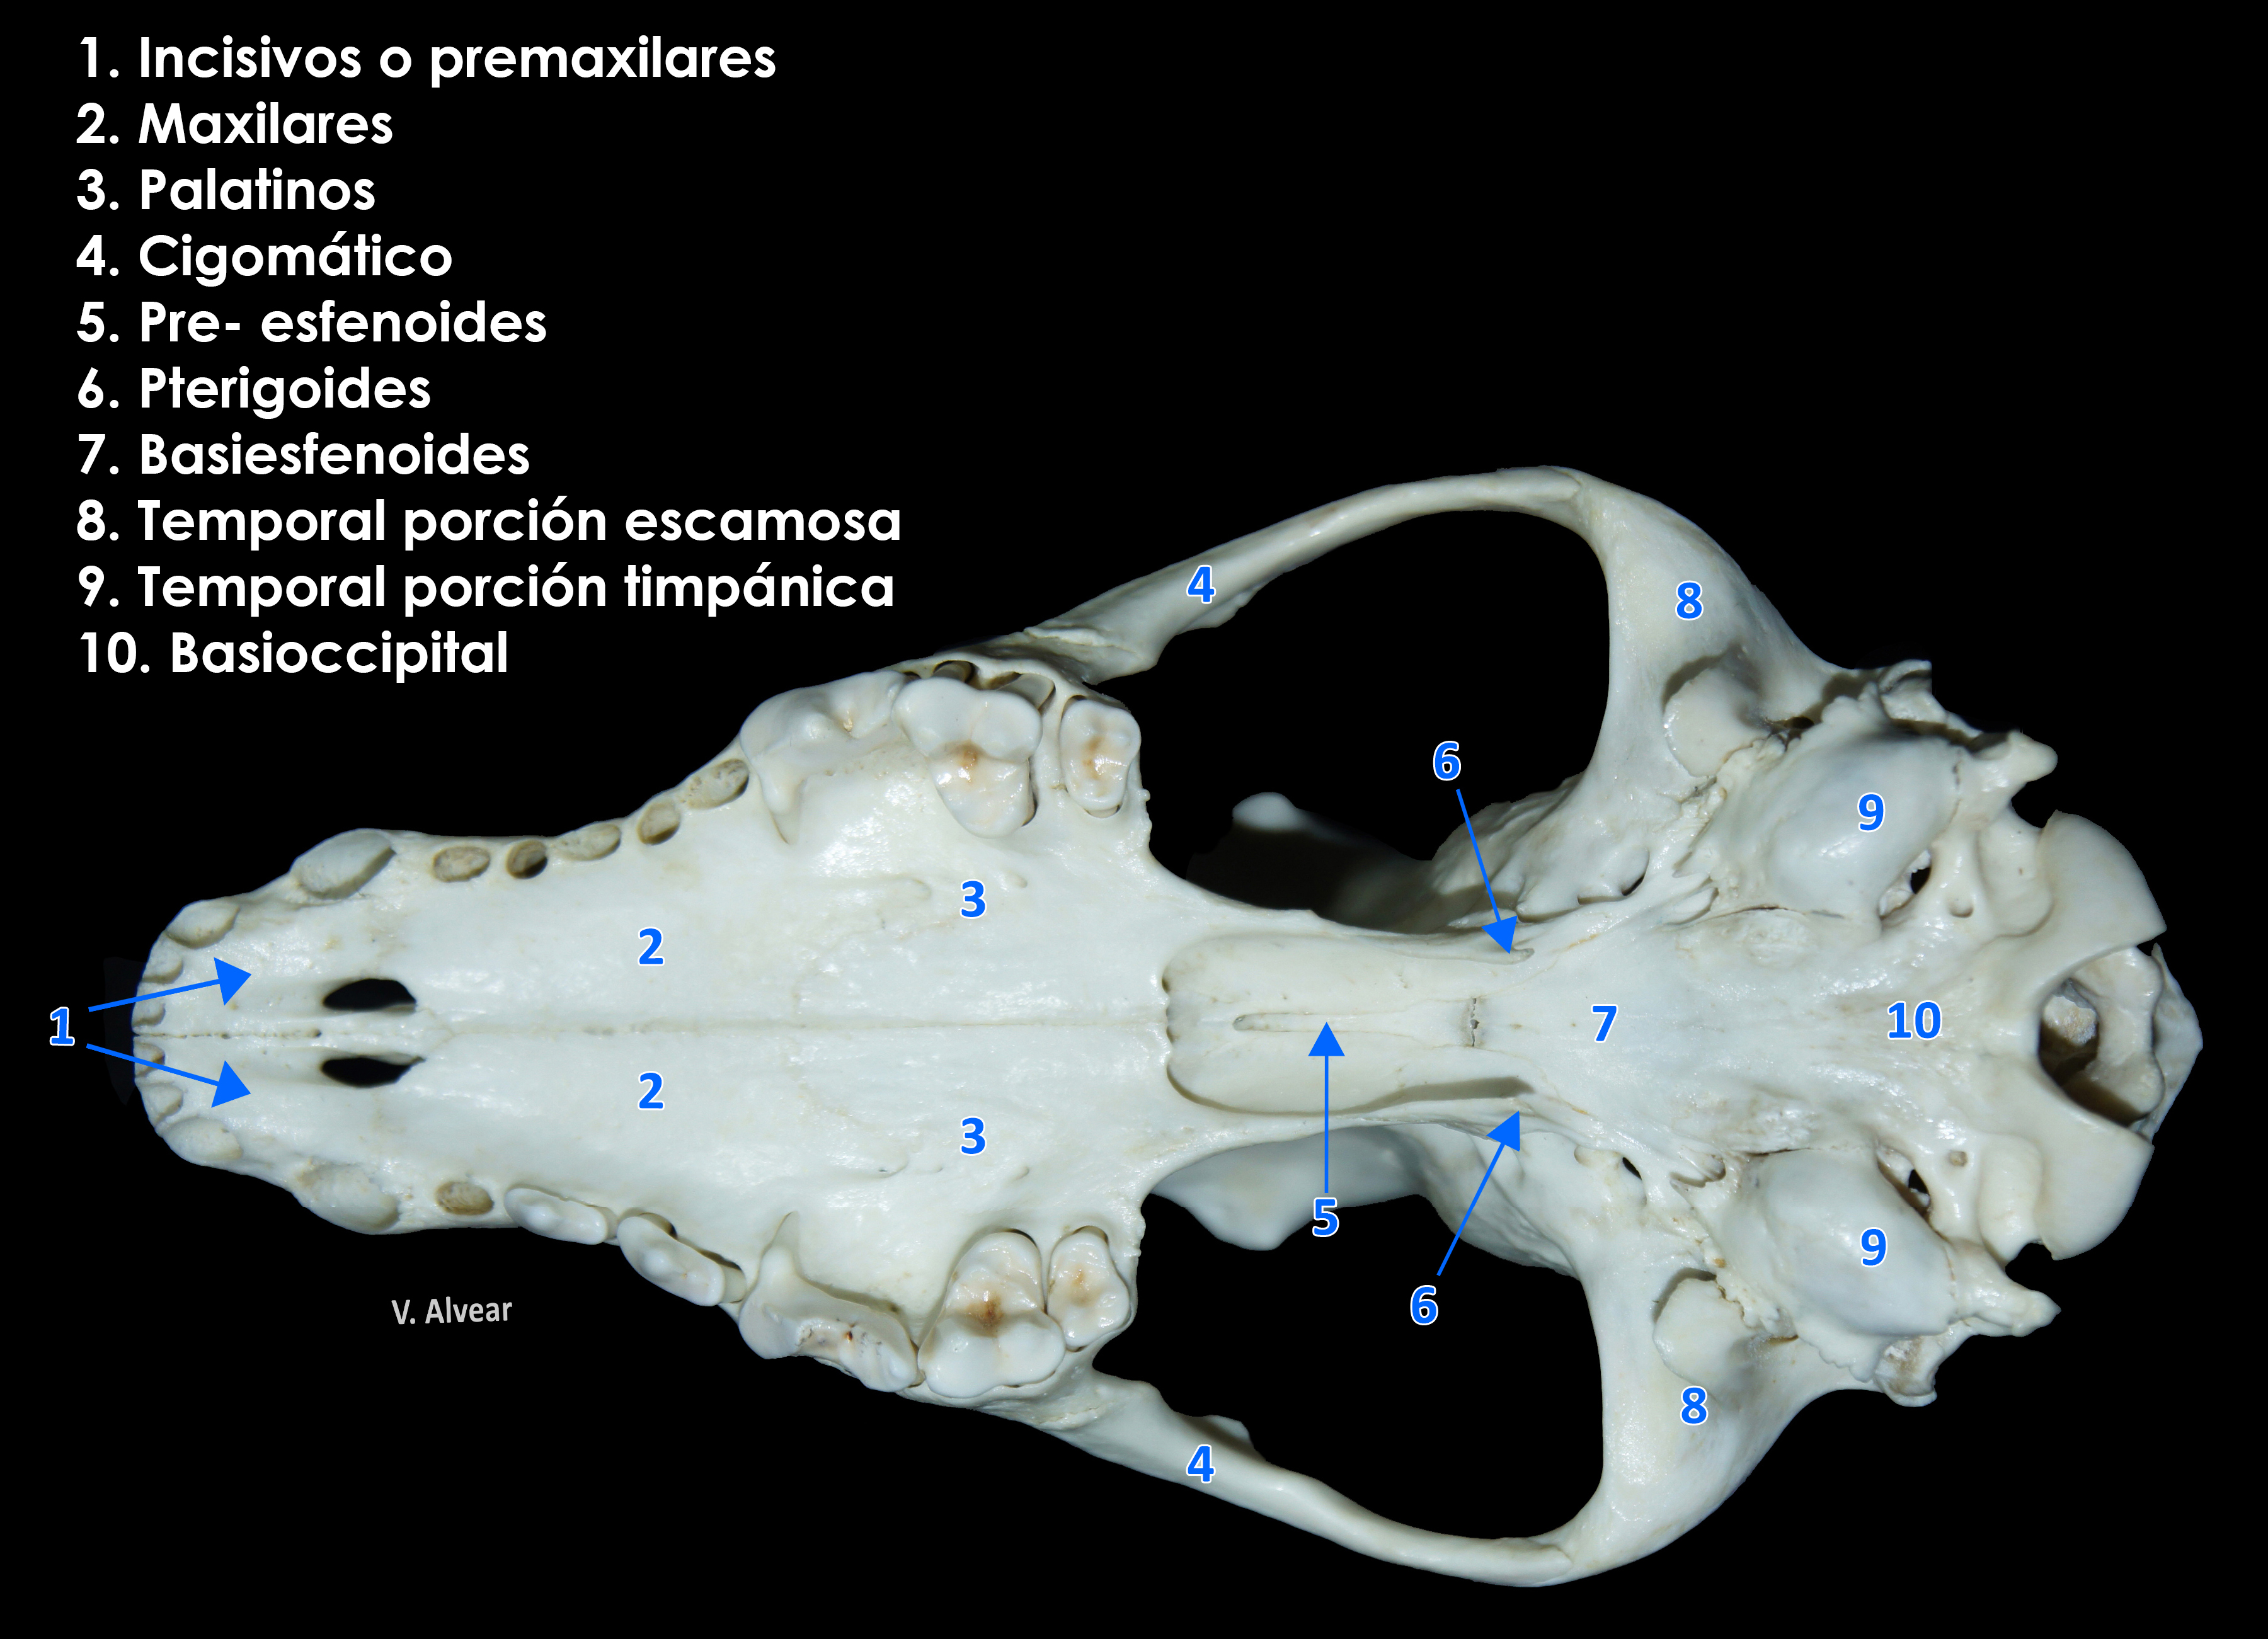 1. Incisivos o premaxilares
2. Maxilares
3. Palatinos
4. Cigomático
5. Pre- esfenoides
6. Pterigoides
7. Basiesfenoides
8. Temporal porción escamosa
9. Temporal porción timpánica
10. Basioccipital
4
8
6
9
3
2
1
7
10
2
3
5
9
6
V. Alvear
8
4